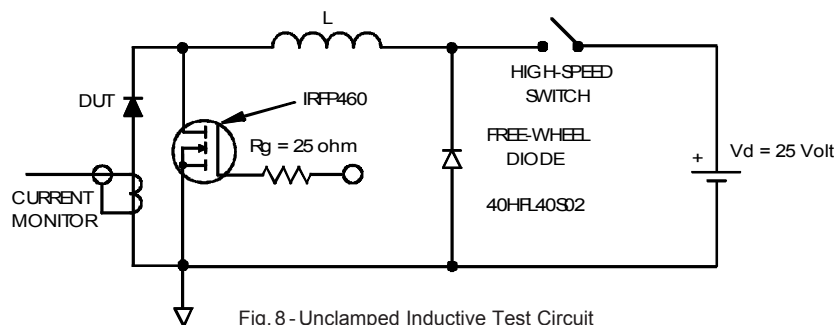 L
HIGH-SPEED
SWITCH
DUT
IRFP460
Rg = 25 ohm
FREE-WHEEL
DIODE
+
Vd = 25 Volt
CURRENT
MONITOR
40HFL40S02
Fig. 8 - Unclamped Inductive Test Circuit